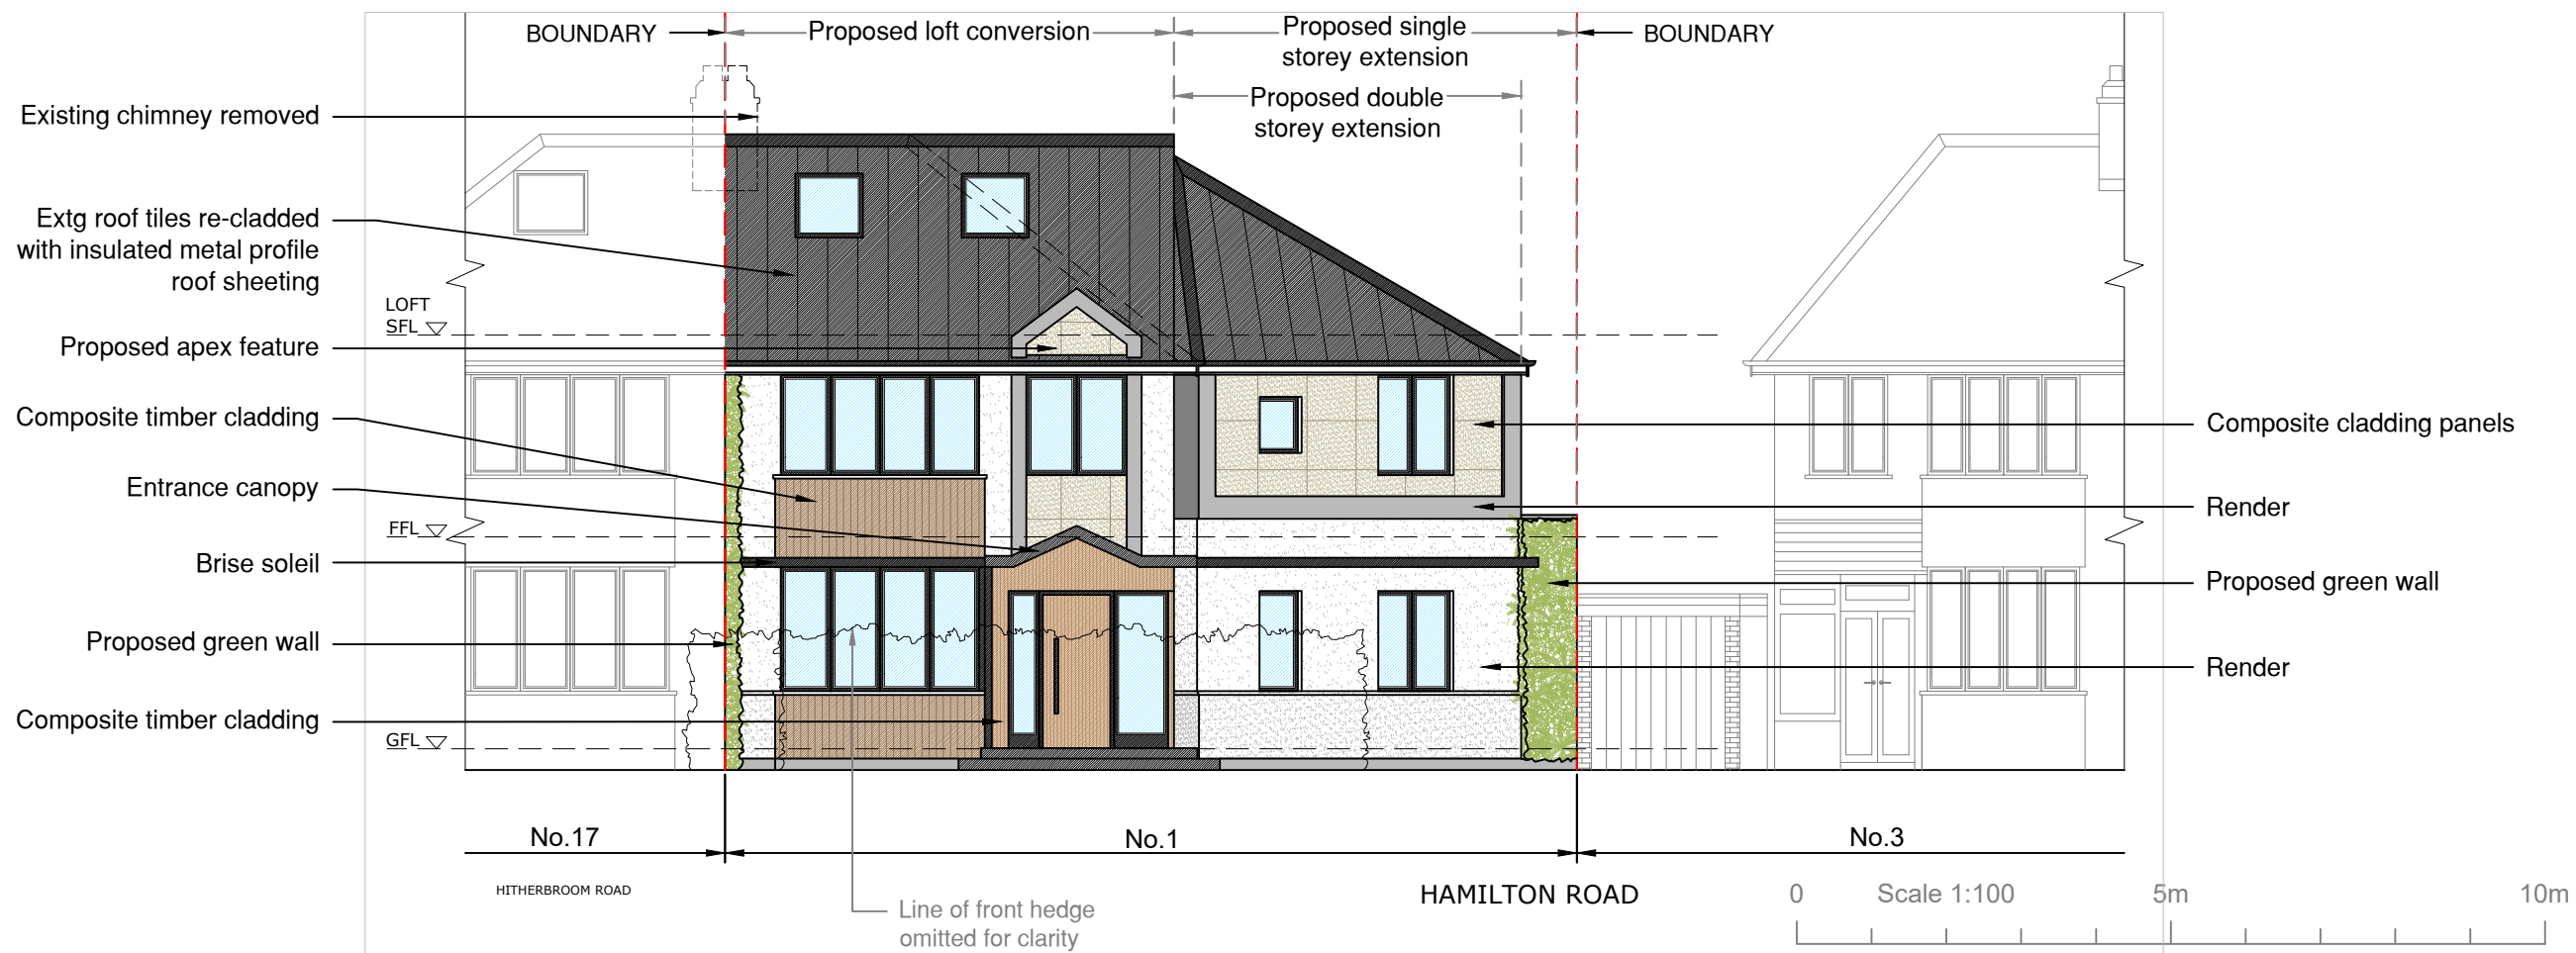 BOUNDARY
Proposed loft conversion
Proposed single
storey extension
BOUNDARY
Proposed double
storey extension
Existing chimney removed
Extg roof tiles re-cladded
with insulated metal profile
roof sheeting
LOFT
SFL
Proposed apex feature
Composite timber cladding
Composite cladding panels
Entrance canopy
Render
FFL
Brise soleil
Proposed green wall
Proposed green wall
Render
Composite timber cladding
GFL
No.17
No.1
No.3
HITHERBROOM ROAD
HAMILTON ROAD
0
Scale 1:100
5m
10m
Line of front hedge
omitted for clarity